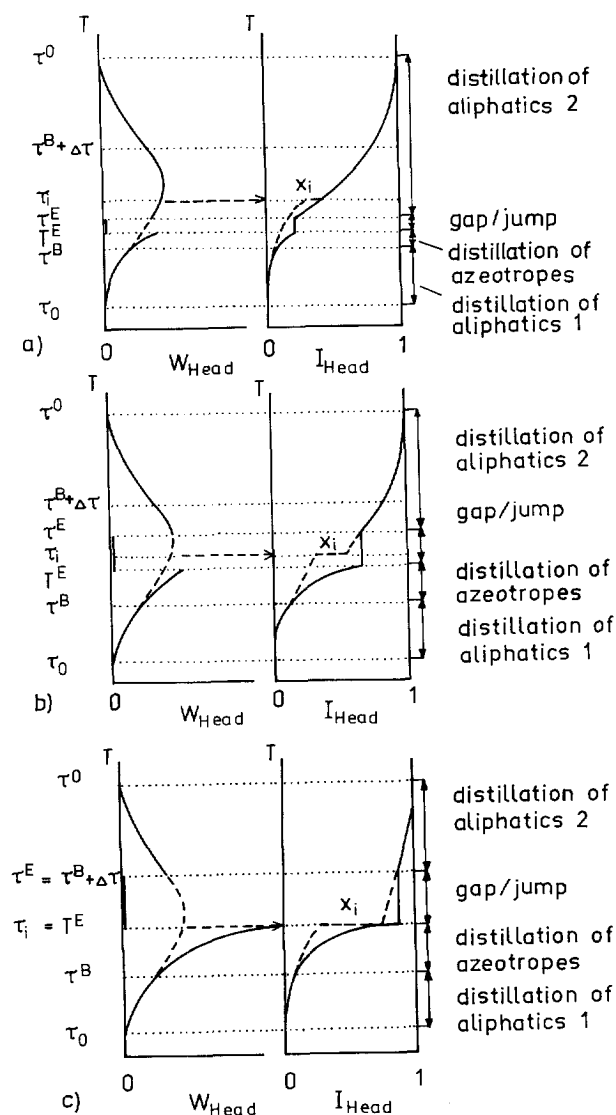 T T
τ⁰
τᴮ⁺Δτ
τᵢ
τᴱ
Tᴱ
τᴮ
τ₀
xᵢ
distillation of
aliphatics 2
gap/jump
distillation of
azeotropes
distillation of
aliphatics 1
0 0 1
a) W_Head I_Head
T T
τ⁰
τᴮ⁺Δτ
τᴱ
τᵢ
Tᴱ
τᴮ
τ₀
xᵢ
distillation of
aliphatics 2
gap/jump
distillation of
azeotropes
distillation of
aliphatics 1
0 0 1
b) W_Head I_Head
T T
τ⁰
τᴱ = τᴮ⁺Δτ
τᵢ = Tᴱ
τᴮ
τ₀
xᵢ
distillation of
aliphatics 2
gap/jump
distillation of
azeotropes
distillation of
aliphatics 1
0 0 1
c) W_Head I_Head